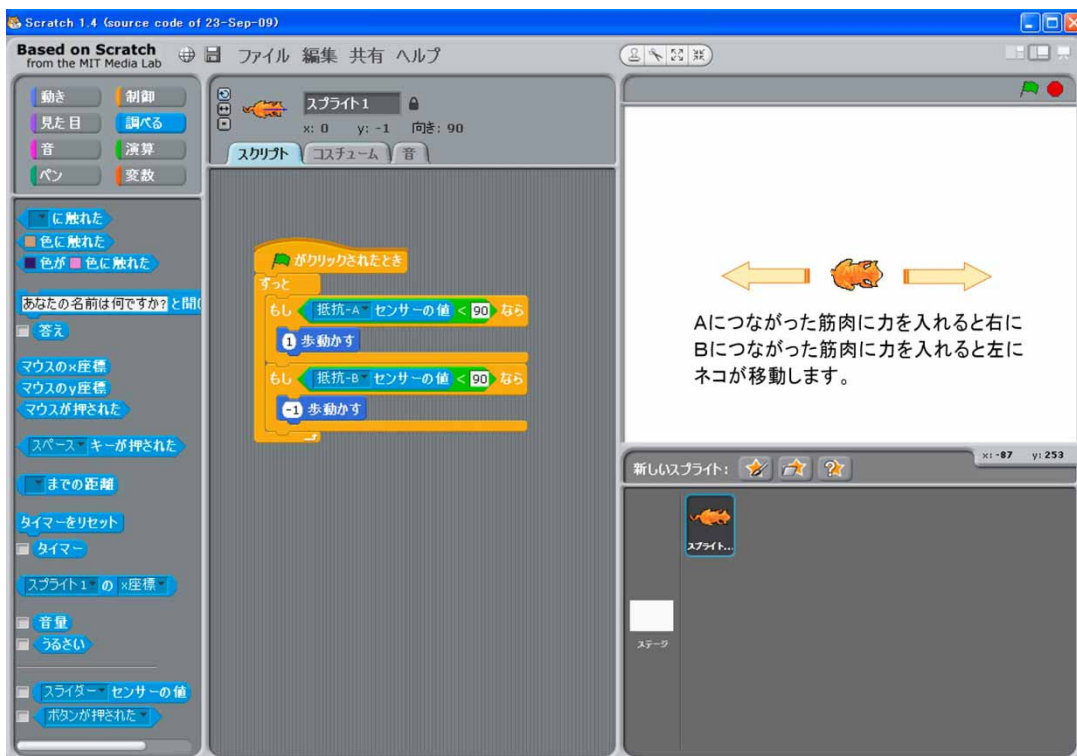 Scratch 1.4 (source code of 23-Sep-09)
Based on Scratch
from the MIT Media Lab
ファイル 編集 共有 ヘルプ
動き 制御
見た目 調べる
音 演算
ペン 変数
スプライト1
x: 0 y: -1 向き: 90
スクリプト コスチューム 音
に触れた
色に触れた
色が 色に触れた
あなたの名前は何ですか? と聞
答え
マウスのx座標
マウスのy座標
マウスが押された
スペース キーが押された
までの距離
タイマーをリセット
タイマー
スプライト1 の x座標
音量
うるさい
スライダー センサーの値
ボタンが押された
がクリックされたとき
ずっと
もし 抵抗-A センサーの値 < 90 なら
1 歩動かす
もし 抵抗-B センサーの値 < 90 なら
-1 歩動かす
Aにつながった筋肉に力を入れると右に
Bにつながった筋肉に力を入れると左に
ネコが移動します。
x: -87 y: 253
新しいスプライト:
スプライト...
ステージ